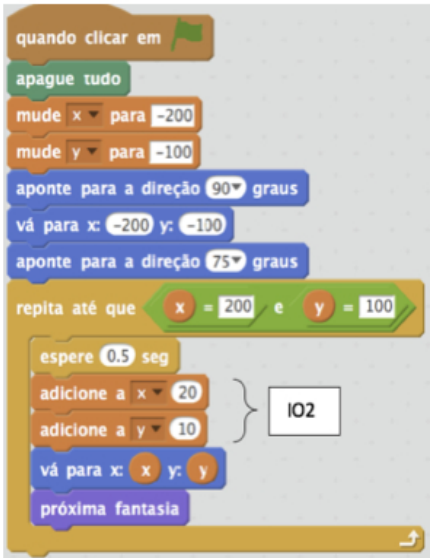 quando clicar em
apague tudo
mude x para -200
mude y para -100
aponte para a direção 90 graus
vá para x: -200 y: -100
aponte para a direção 75 graus
repita até que x = 200 e y = 100
espere 0.5 seg
adicione a x 20
adicione a y 10
IO2
vá para x: x y: y
próxima fantasia